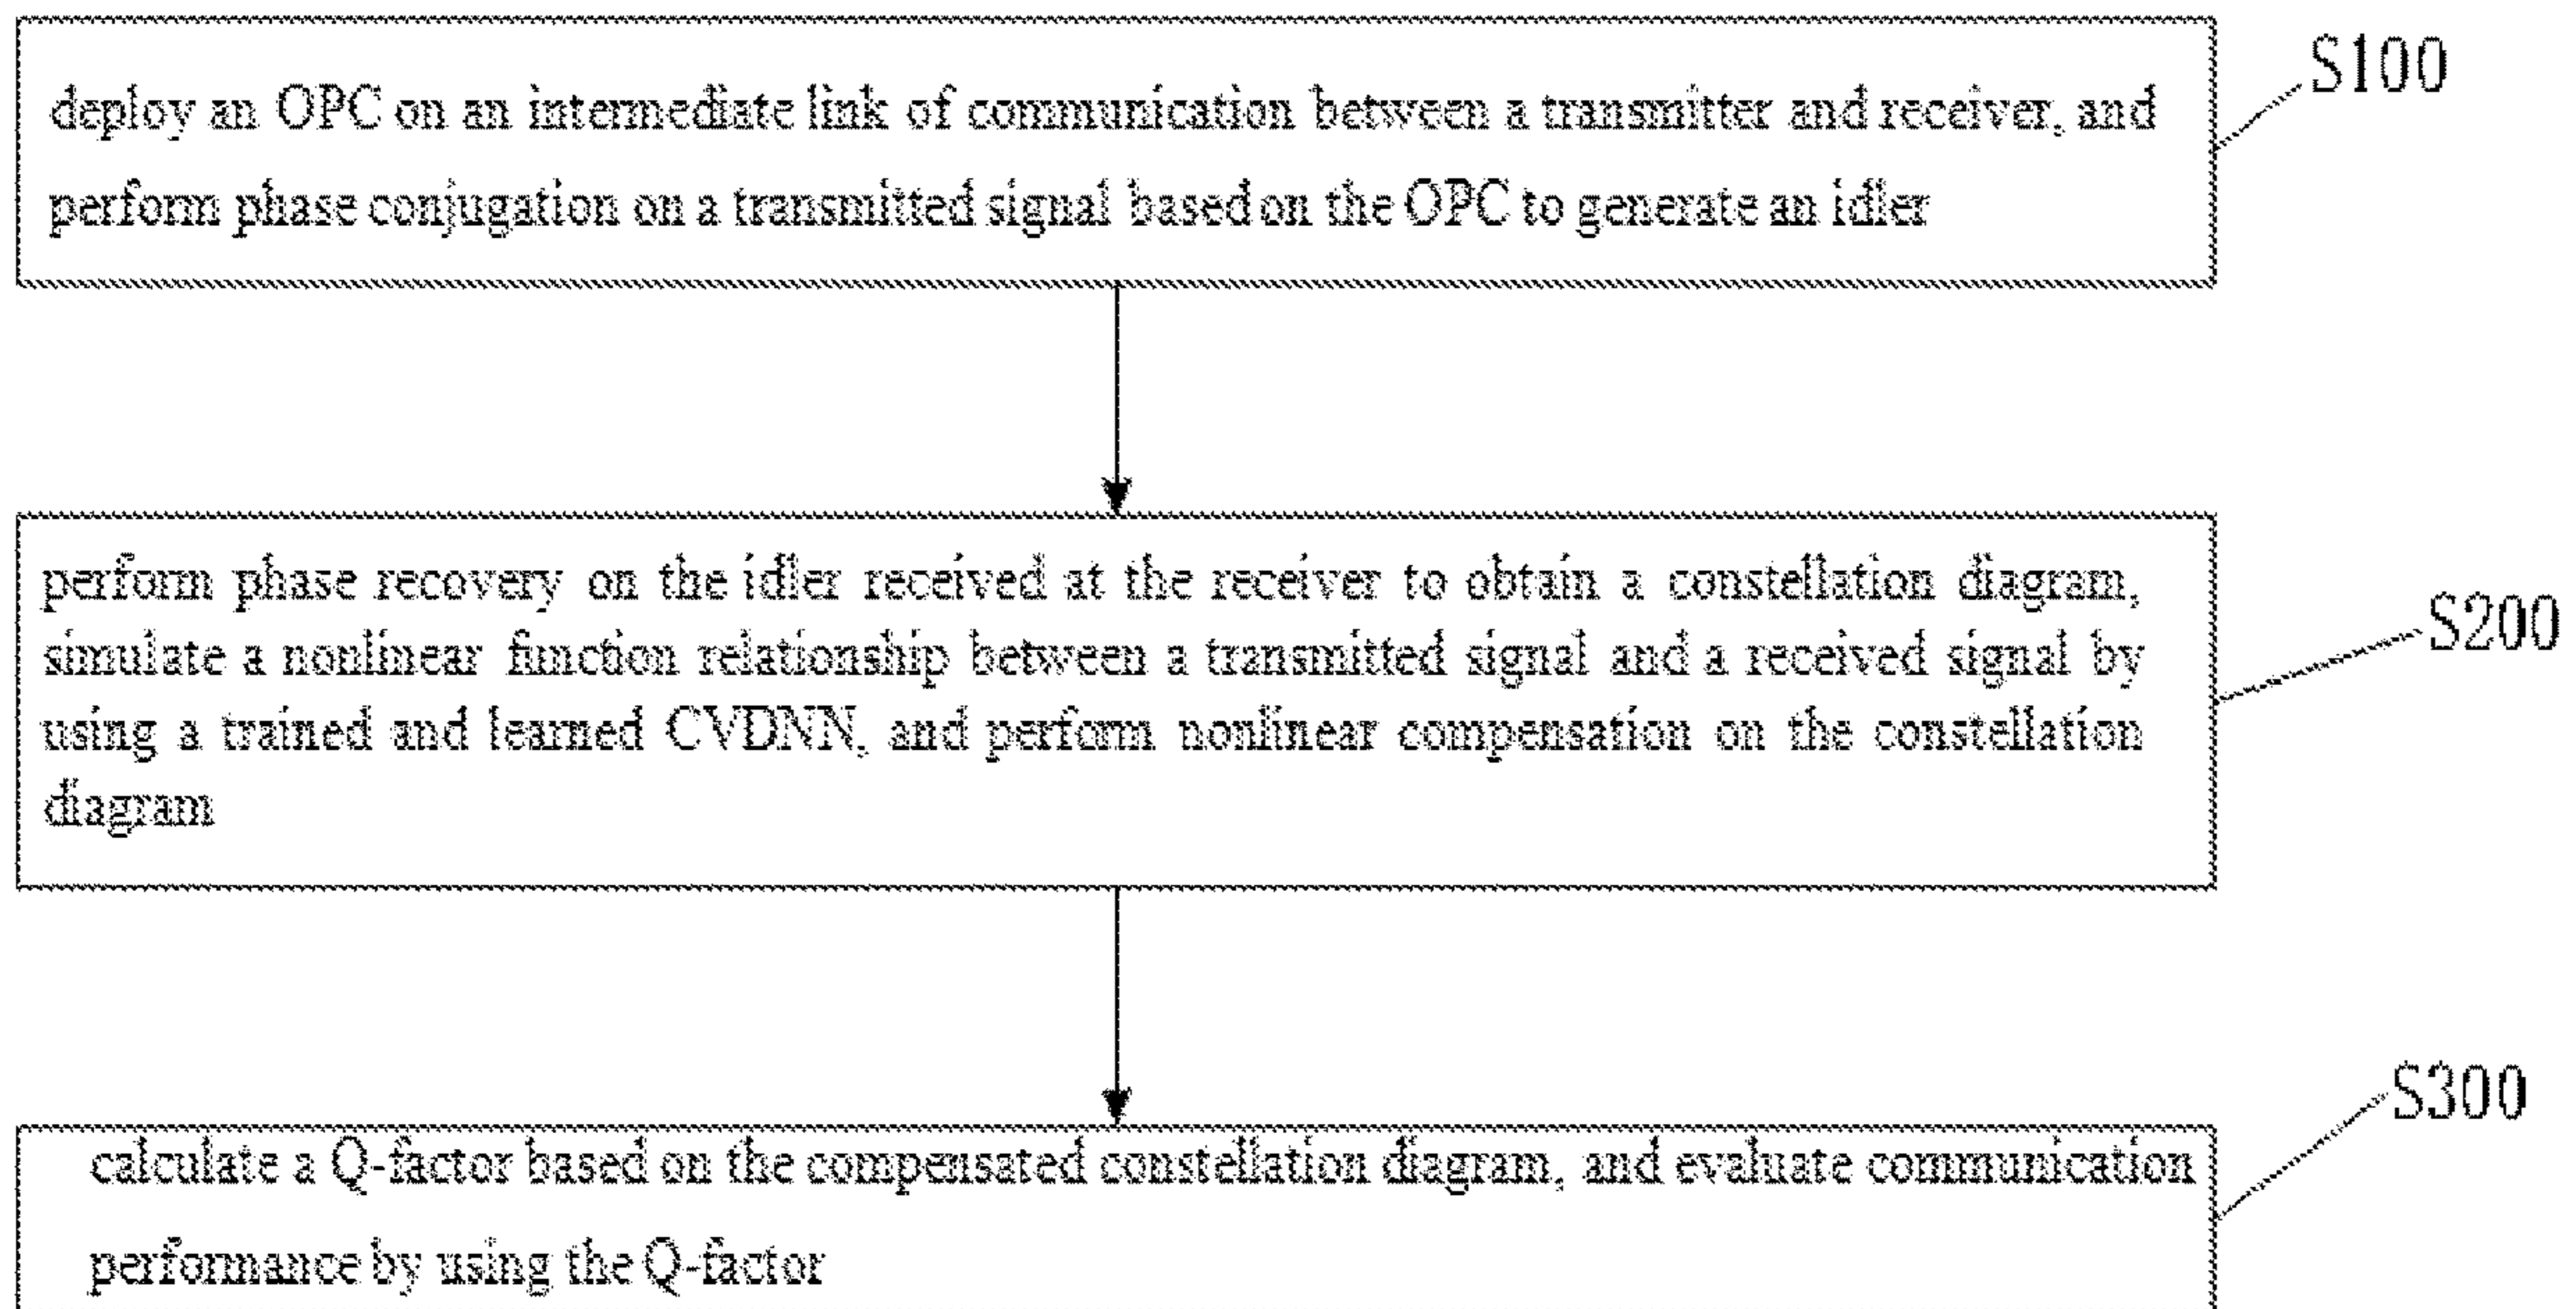 deploy an OPC on an intermediate link of communication between a transmitter and receiver, and
perform phase conjugation on a transmitted signal based on the OPC to generate an idler
S100
perform phase recovery on the idler received at the receiver to obtain a constellation diagram,
simulate a nonlinear function relationship between a transmitted signal and a received signal by
using a trained and learned CVDNN, and perform nonlinear compensation on the constellation
diagram
S200
calculate a Q-factor based on the compensated constellation diagram, and evaluate communication
performance by using the Q-factor
S300